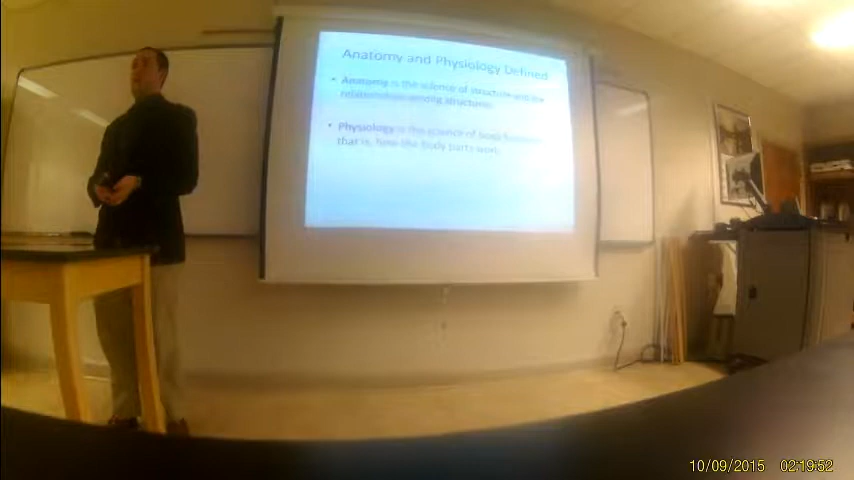 Anatomy and Physiology Defined
• Anatomy is the science of structure and the
relationships among structures.
• Physiology is the science of body functions,
that is, how the body parts work.
10/09/2015 02:19:52